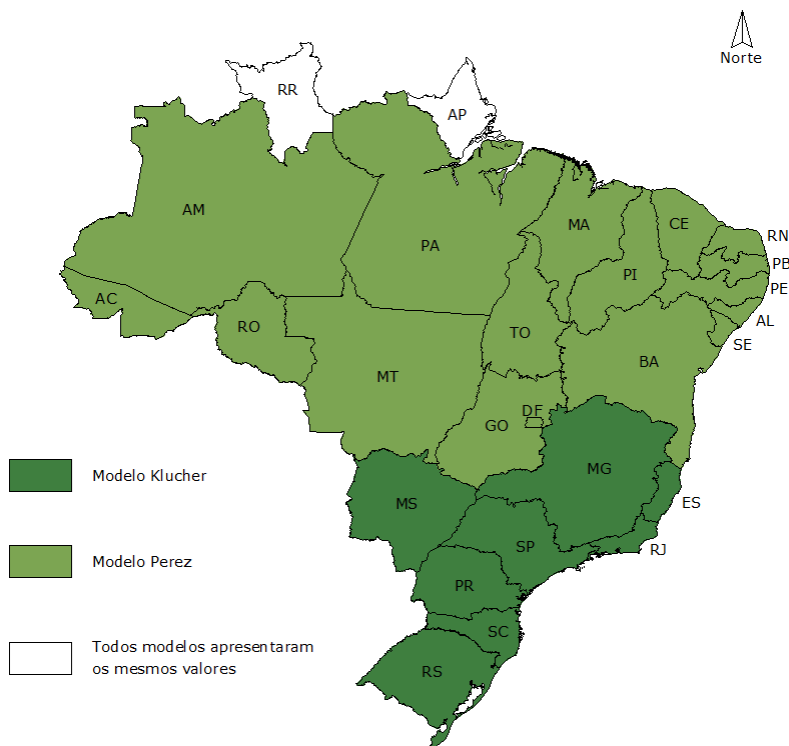 Norte
RR
AP
AM
PA
MA
CE
RN
PB
PE
PI
AL
SE
AC
RO
TO
BA
MT
DF
GO
MG
MS
ES
SP
RJ
PR
SC
RS
Modelo Klucher
Modelo Perez
Todos modelos apresentaram
os mesmos valores